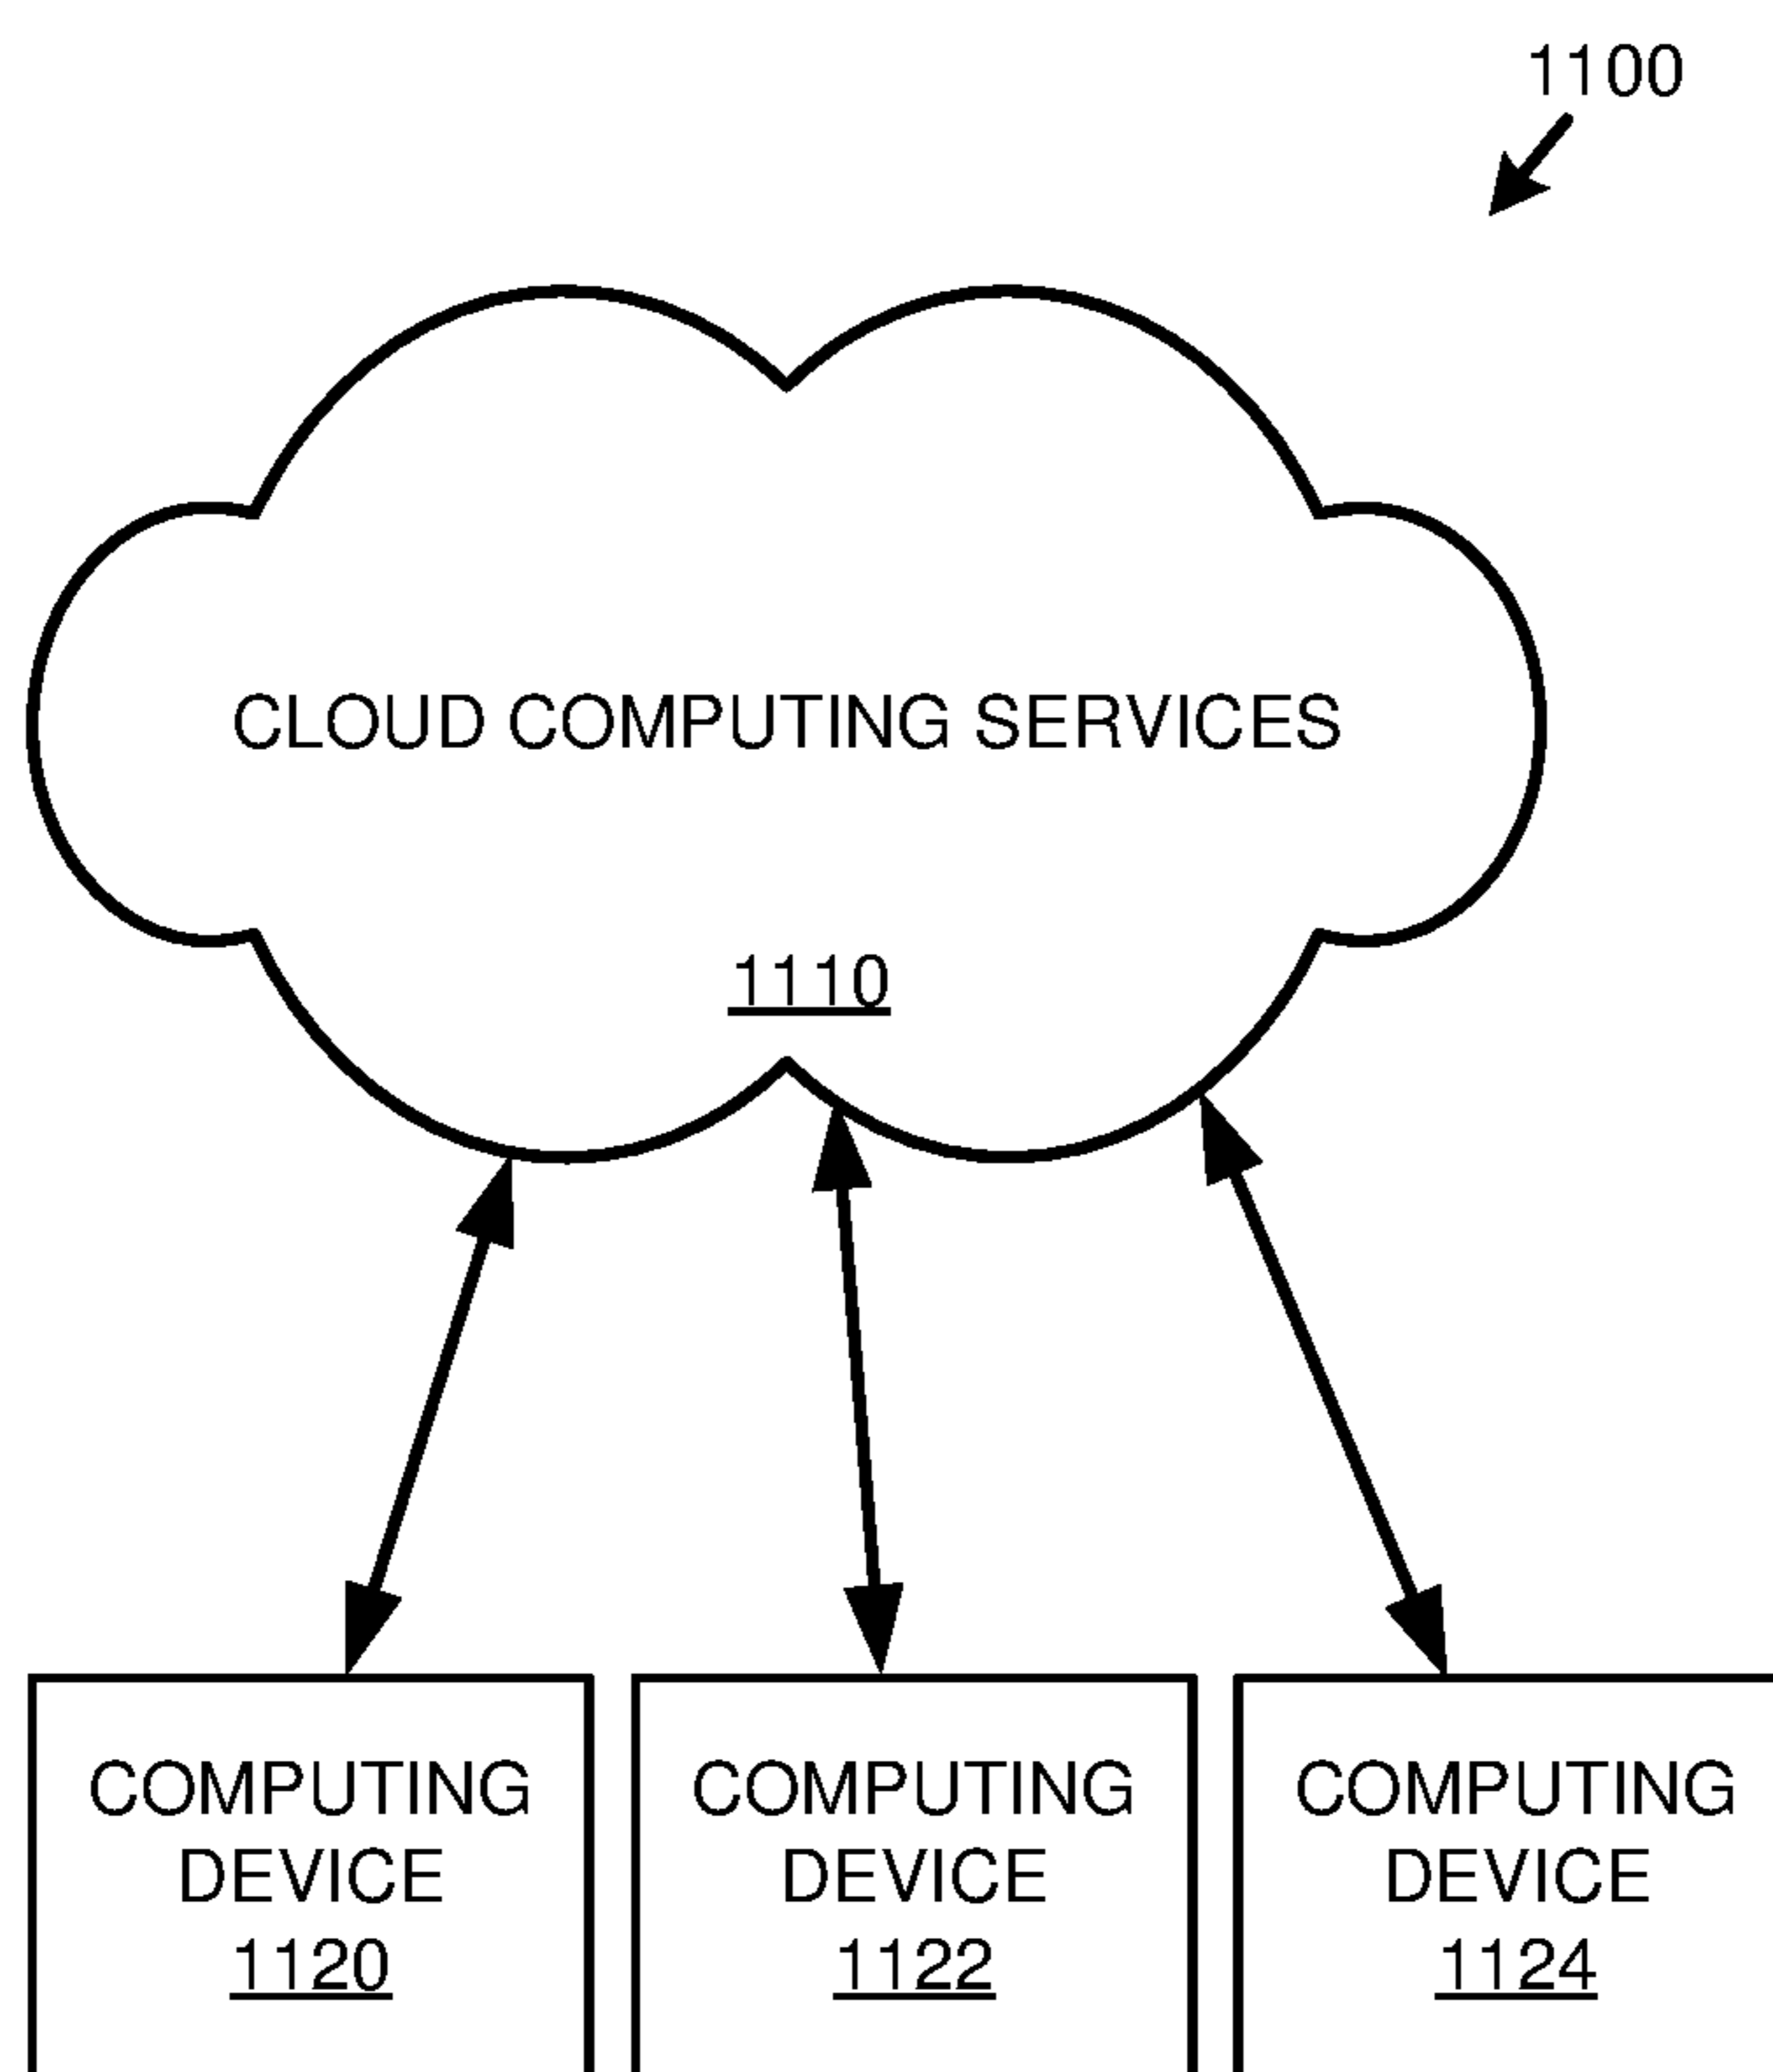 1100
CLOUD COMPUTING SERVICES
1110
COMPUTING
DEVICE
1120
COMPUTING
DEVICE
1122
COMPUTING
DEVICE
1124